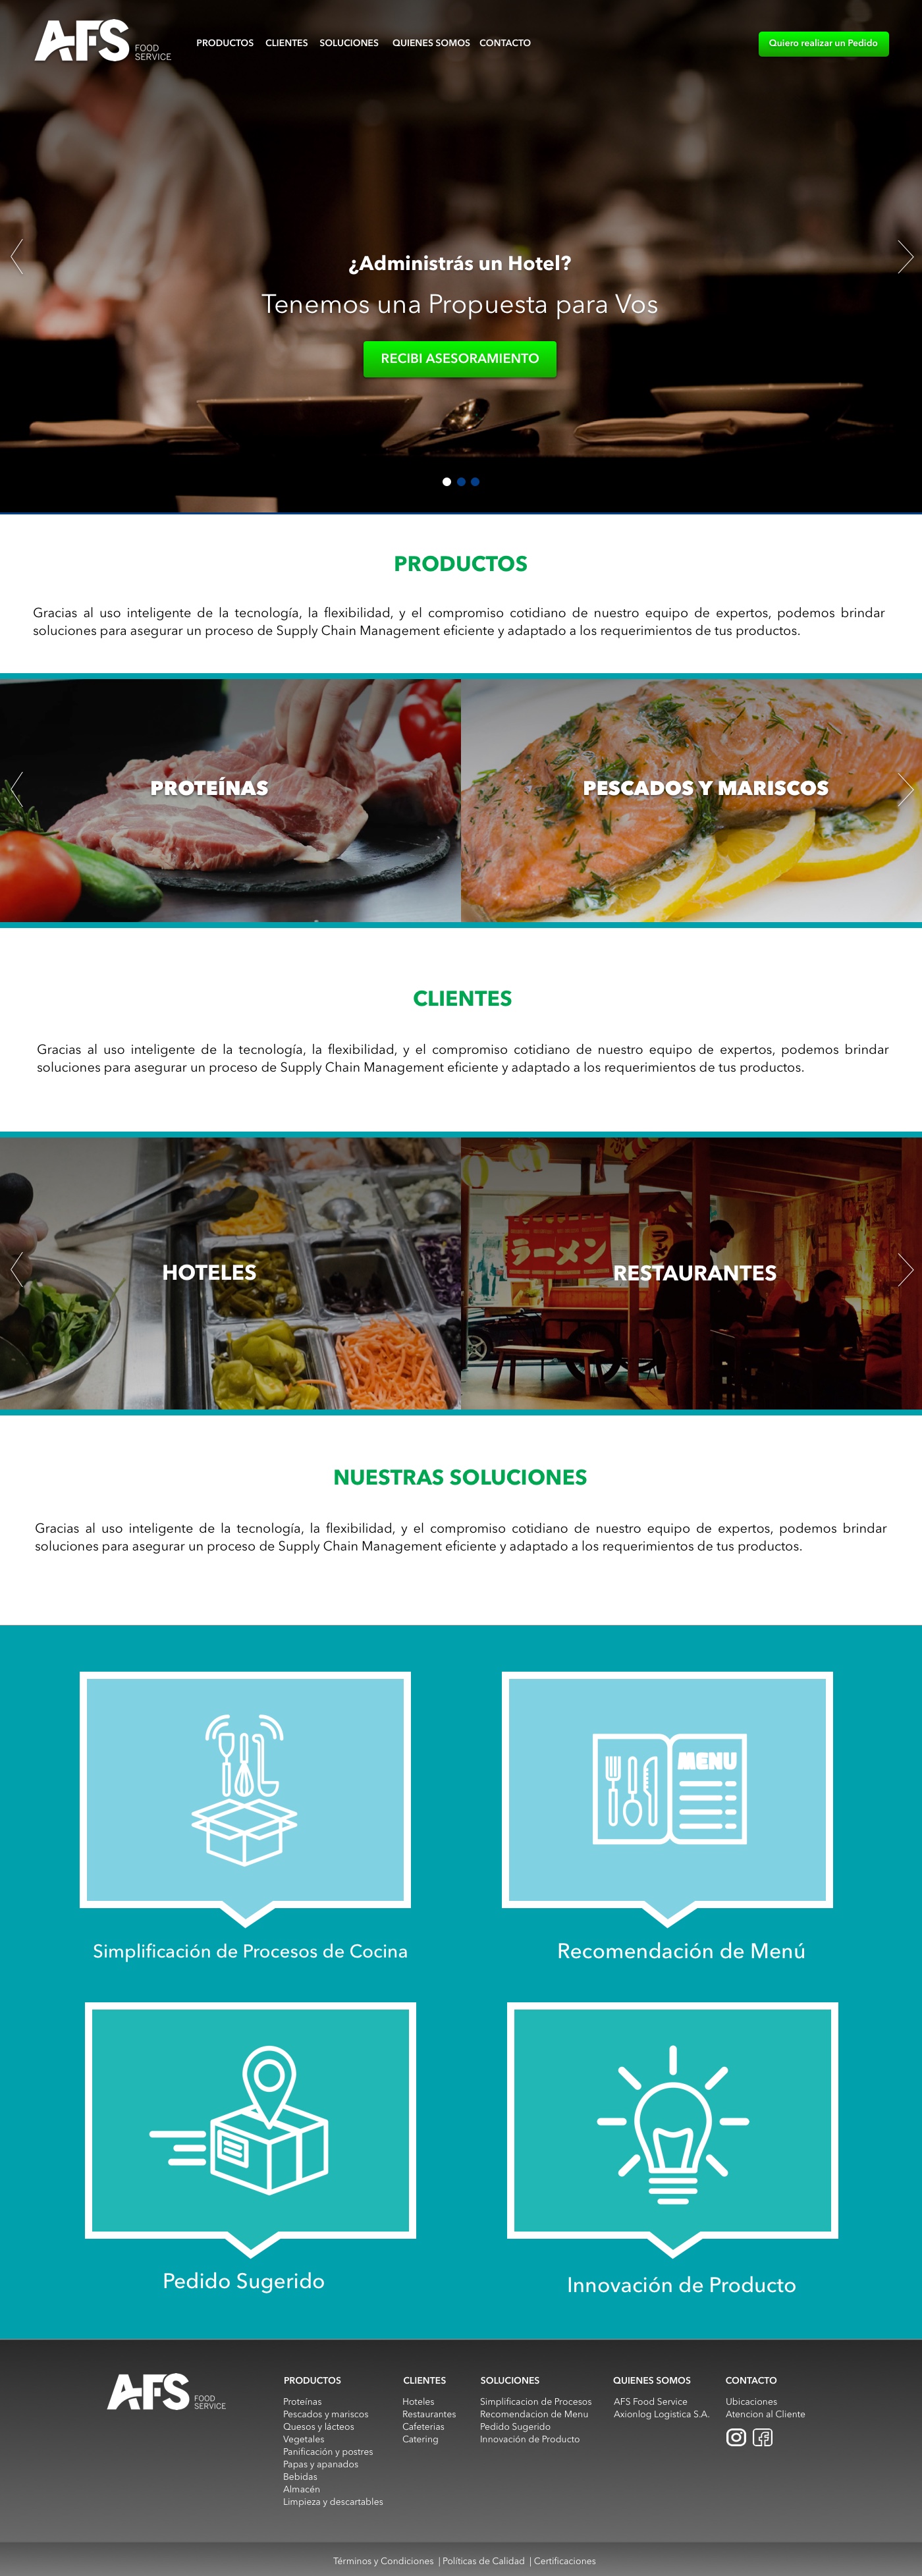 AFS FOOD SERVICE
PRODUCTOS CLIENTES SOLUCIONES QUIENES SOMOS CONTACTO
Quiero realizar un Pedido
¿Administrás un Hotel?
Tenemos una Propuesta para Vos
RECIBI ASESORAMIENTO
PRODUCTOS
Gracias al uso inteligente de la tecnología, la flexibilidad, y el compromiso cotidiano de nuestro equipo de expertos, podemos brindar
soluciones para asegurar un proceso de Supply Chain Management eficiente y adaptado a los requerimientos de tus productos.
PROTEÍNAS
PESCADOS Y MARISCOS
CLIENTES
Gracias al uso inteligente de la tecnología, la flexibilidad, y el compromiso cotidiano de nuestro equipo de expertos, podemos brindar
soluciones para asegurar un proceso de Supply Chain Management eficiente y adaptado a los requerimientos de tus productos.
HOTELES
ラーメン
RESTAURANTES
NUESTRAS SOLUCIONES
Gracias al uso inteligente de la tecnología, la flexibilidad, y el compromiso cotidiano de nuestro equipo de expertos, podemos brindar
soluciones para asegurar un proceso de Supply Chain Management eficiente y adaptado a los requerimientos de tus productos.
MENU
Simplificación de Procesos de Cocina
Recomendación de Menú
Pedido Sugerido
Innovación de Producto
AFS FOOD SERVICE
PRODUCTOS
Proteínas
Pescados y mariscos
Quesos y lácteos
Vegetales
Panificación y postres
Papas y apanados
Bebidas
Almacén
Limpieza y descartables
CLIENTES
Hoteles
Restaurantes
Cafeterias
Catering
SOLUCIONES
Simplificacion de Procesos
Recomendacion de Menu
Pedido Sugerido
Innovación de Producto
QUIENES SOMOS
AFS Food Service
Axionlog Logistica S.A.
CONTACTO
Ubicaciones
Atencion al Cliente
Términos y Condiciones | Políticas de Calidad | Certificaciones